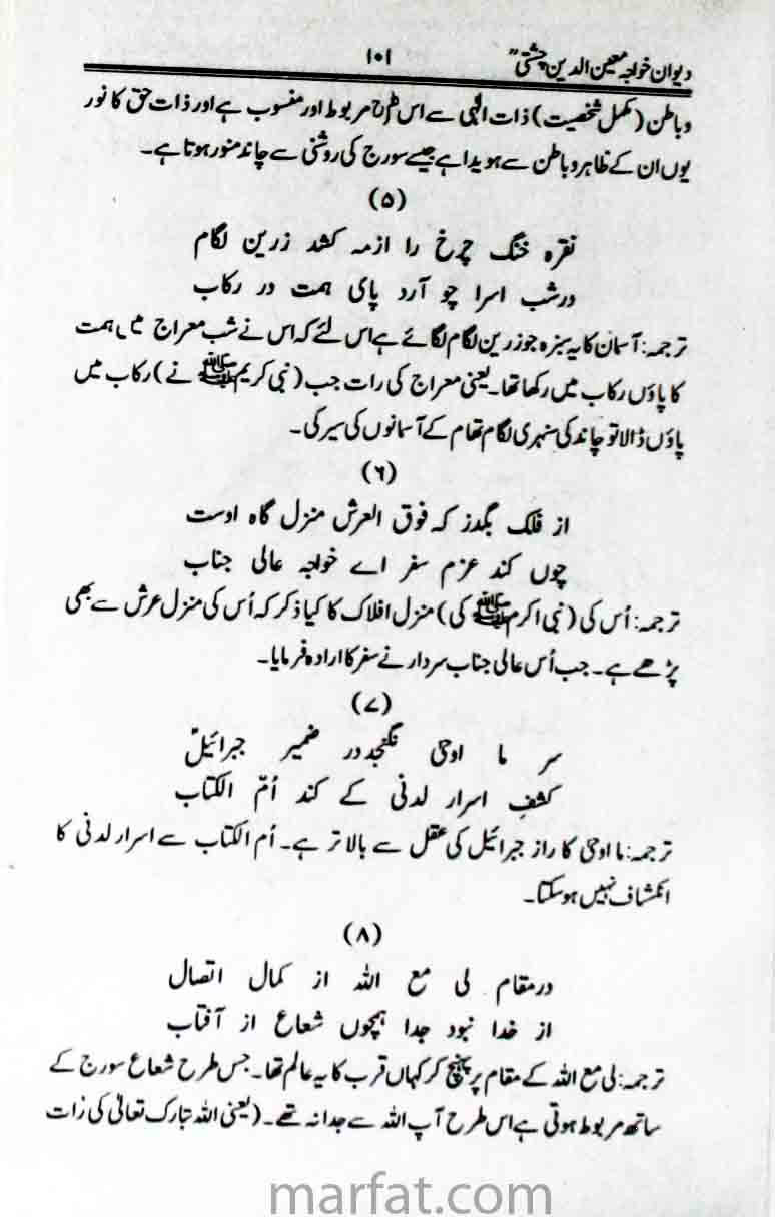 دیوان خواجہ معین الدین چشتیؒ
۱۰۱
و باطن (مکمل شخصیت) ذات الٰہی سے اس طرح مربوط اور منسوب ہے اور ذات حق کا نور
یوں ان کے ظاہر و باطن سے ہویدا ہے جیسے سورج کی روشنی سے چاند منور ہوتا ہے۔
(۵)
نقرہ خنگ چرخ را ازمہ کشد زریں لگام
درشب اسرا چو آرد پای ہمت در رکاب
ترجمہ: آسمان کا یہ سبزہ جو زرین لگام لگائے ہے اس لئے کہ اس نے شب معراج میں ہمت
کا پاؤں رکاب میں رکھا تھا۔ یعنی معراج کی رات جب (نبی کریمﷺ نے) رکاب میں
پاؤں ڈالا تو چاند کی سنہری لگام تھام کے آسمانوں کی سیر کی۔
(۶)
از فلک بگذر کہ فوق العرش منزل گاہ اوست
چوں کند عزم سفر اے خواجہ عالی جناب
ترجمہ: اُس کی (نبی اکرمﷺ کی) منزل افلاک کا کیا ذکر کہ اُس کی منزل عرش سے بھی
پڑھے ہے۔ جب اُس عالی جناب سردار نے سفر کا ارادہ فرمایا۔
(۷)
سر ما اوحیٰ نگنجد در ضمیر جبرائیلؑ
کشفِ اسرار لدنی کے کند اُمّ الکتاب
ترجمہ: ما اوحیٰ کا راز جبرائیل کی عقل سے بالا تر ہے۔ اُم الکتاب سے اسرار لدنی کا
انکشاف نہیں ہو سکتا۔
(۸)
در مقام لی مع اللہ از کمال اتصال
از خدا نبود جدا ہمچوں شعاع از آفتاب
ترجمہ: لی مع اللہ کے مقام پر پہنچ کر کہاں قرب کا یہ عالم تھا۔ جس طرح شعاع سورج کے
ساتھ مربوط ہوتی ہے اس طرح آپ اللہ سے جدا نہ تھے۔ (یعنی اللہ تبارک تعالیٰ کی ذات
marfat.com